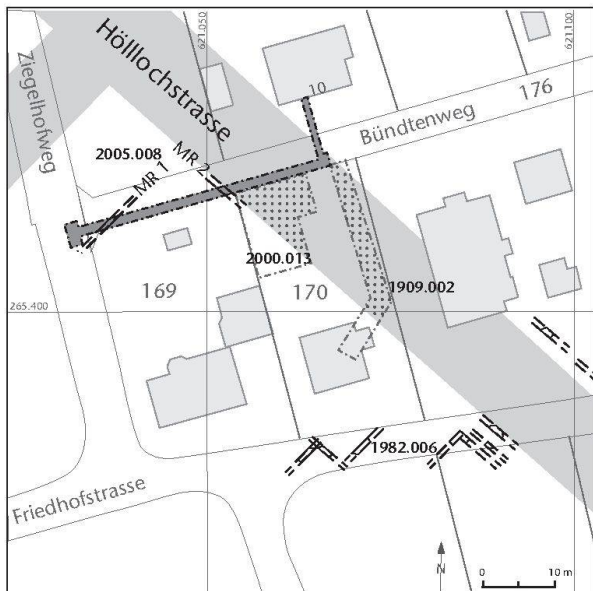 621.050
621.100
Ziegelhofweg
Hölllochstrasse
10
176
Bündtenweg
2005.008
MR 2
MR 1
2000.013
169
170
1909.002
265.400
1982.006
Friedhofstrasse
N
0 10 m